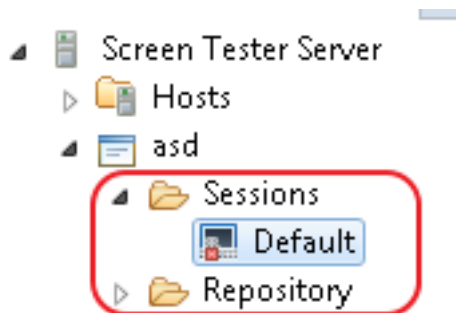 Screen Tester Server
Hosts
asd
Sessions
Default
Repository